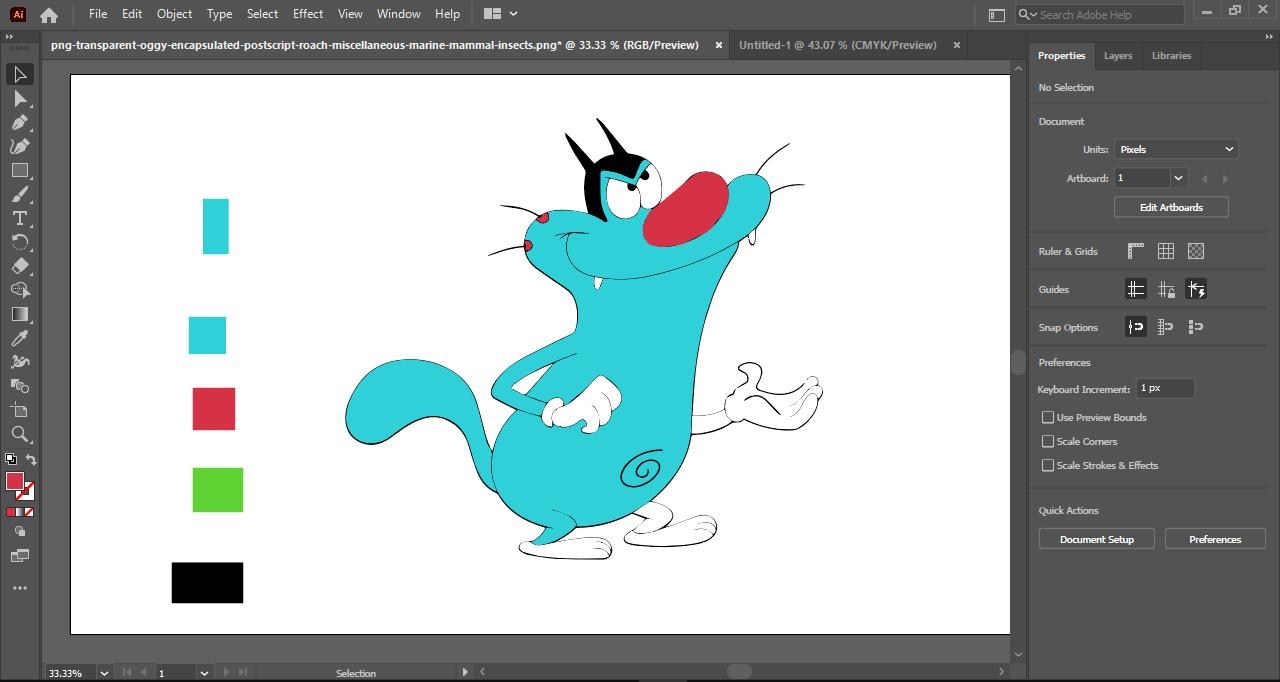 Ai File Edit Object Type Select Effect View Window Help Search Adobe Help
png-transparent-oggy-encapsulated-postscript-roach-miscellaneous-marine-mammal-insects.png* @ 33.33 % (RGB/Preview) × Untitled-1 @ 43.07 % (CMYK/Preview) ×
Properties Layers Libraries
No Selection
Document
Units: Pixels
Artboard: 1
Edit Artboards
Ruler & Grids
Guides
Snap Options
Preferences
Keyboard Increment: 1 px
Use Preview Bounds
Scale Corners
Scale Strokes & Effects
Quick Actions
Document Setup Preferences
33.33% 1 Selection